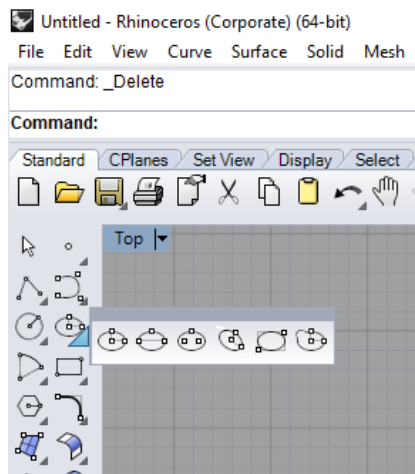 Untitled - Rhinoceros (Corporate) (64-bit)
File Edit View Curve Surface Solid Mesh
Command: _Delete
Command:
Standard CPlanes Set View Display Select
Top